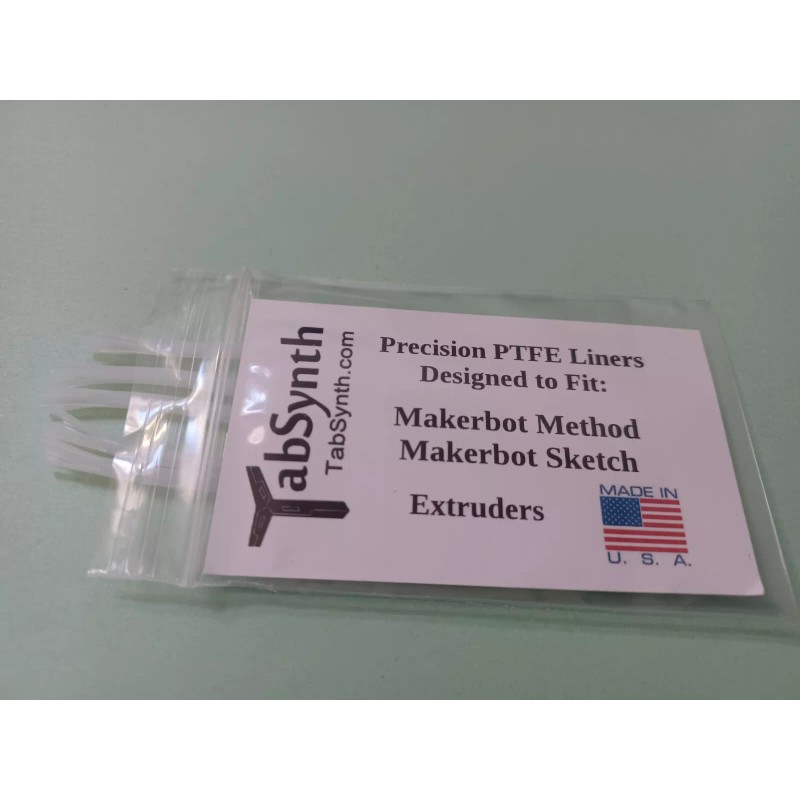 TabSynth
TabSynth.com
Precision PTFE Liners
Designed to Fit:
Makerbot Method
Makerbot Sketch
Extruders
MADE IN
U. S. A.